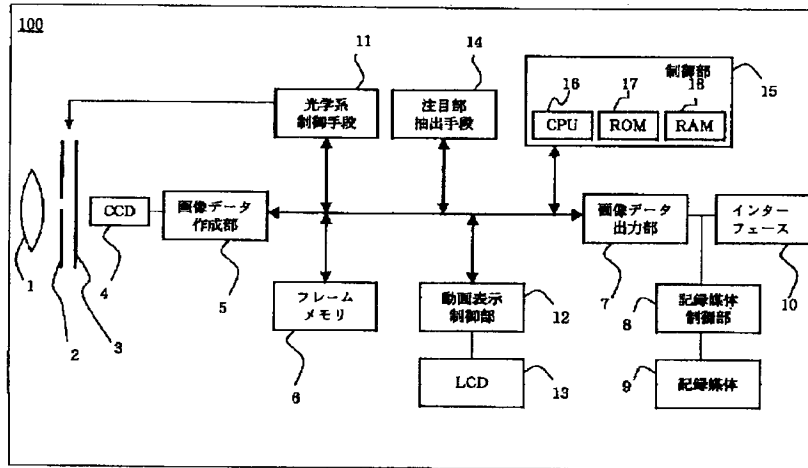 100
11
14
制御部
16
17
18
15
CPU
ROM
RAM
光学系
制御手段
注目部
抽出手段
CCD
画像データ
作成部
画像データ
出力部
インター
フェース
1
2
3
4
5
7
10
フレーム
メモリ
動画表示
制御部
12
8
記録媒体
制御部
6
LCD
13
9
記録媒体